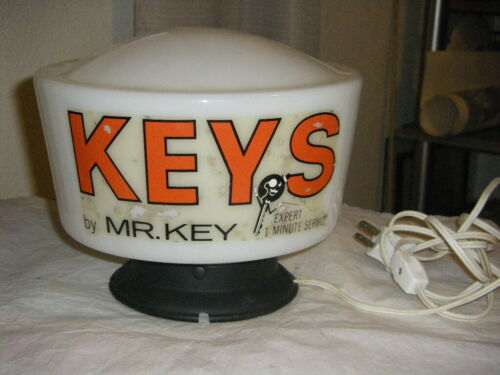 KEYS
by MR. KEY
EXPERT
1 MINUTE SERVICE